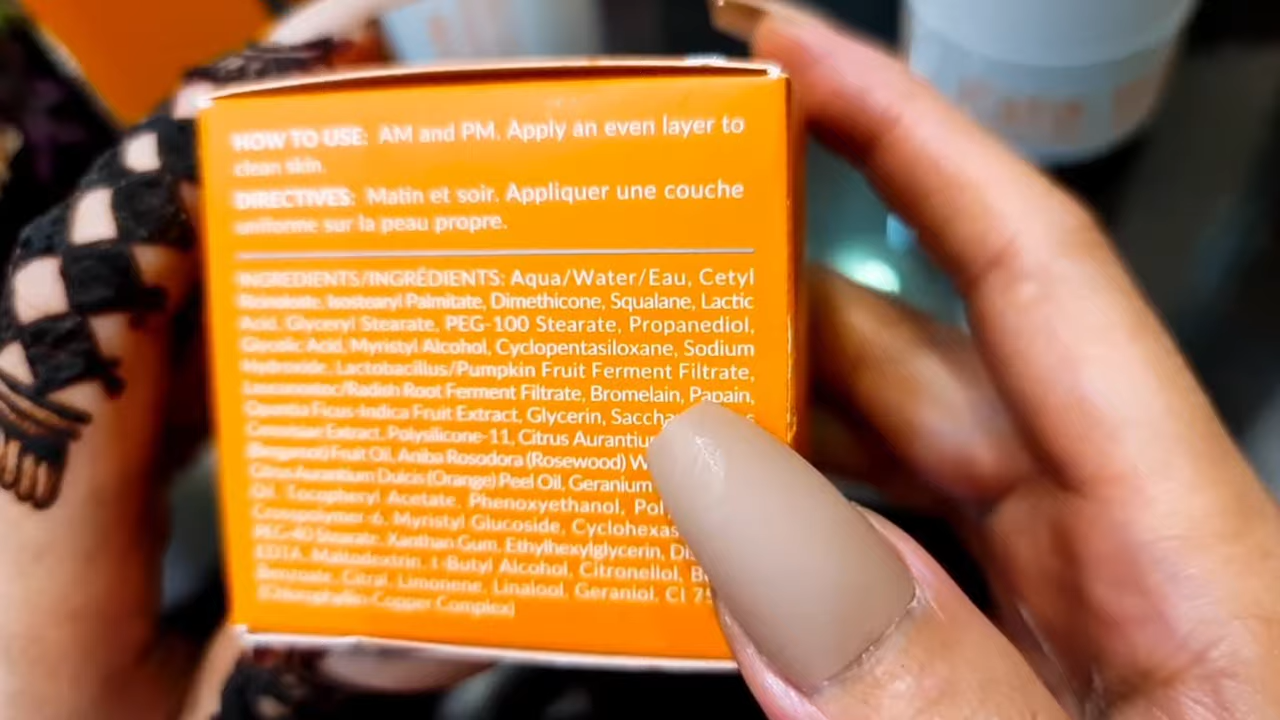 HOW TO USE: AM and PM. Apply an even layer to
clean skin.
DIRECTIVES: Matin et soir. Appliquer une couche
uniforme sur la peau propre.
INGREDIENTS/INGRÉDIENTS: Aqua/Water/Eau, Cetyl
Isostearyl Palmitate, Dimethicone, Squalane, Lactic
Acid, Glyceryl Stearate, PEG-100 Stearate, Propanediol,
Glycolic Acid, Myristyl Alcohol, Cyclopentasiloxane, Sodium
Hydroxide, Lactobacillus/Pumpkin Fruit Ferment Filtrate,
Leuconostoc/Radish Root Ferment Filtrate, Bromelain, Papain,
Opuntia Ficus-Indica Fruit Extract, Glycerin,
Extract, Polysilicone-11, Citrus
(Bergamot) Fruit Oil, Aniba Rosodora (Rosewood)
Citrus Aurantium Dulcis (Orange) Peel Oil, Geranium
Oil, Tocopheryl Acetate, Phenoxyethanol,
Crosspolymer-6, Myristyl Glucoside,
PEG-40 Stearate, Xanthan Gum, Ethylhexylglycerin,
EDTA, Maltodextrin, t-Butyl Alcohol, Citronellol,
Benzoate, Citral, Limonene, Linalool, Geraniol, CI
(Chlorophyllin-Copper Complex)